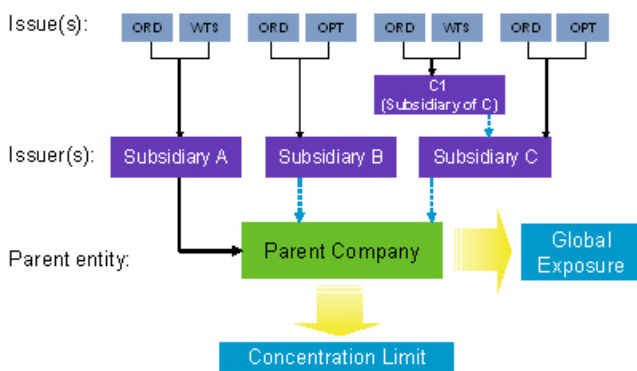 Issue(s):
ORD WTS ORD OPT ORD WTS ORD OPT
C1
(Subsidiary of C)
Issuer(s):
Subsidiary A Subsidiary B Subsidiary C
Parent entity:
Parent Company
Global
Exposure
Concentration Limit